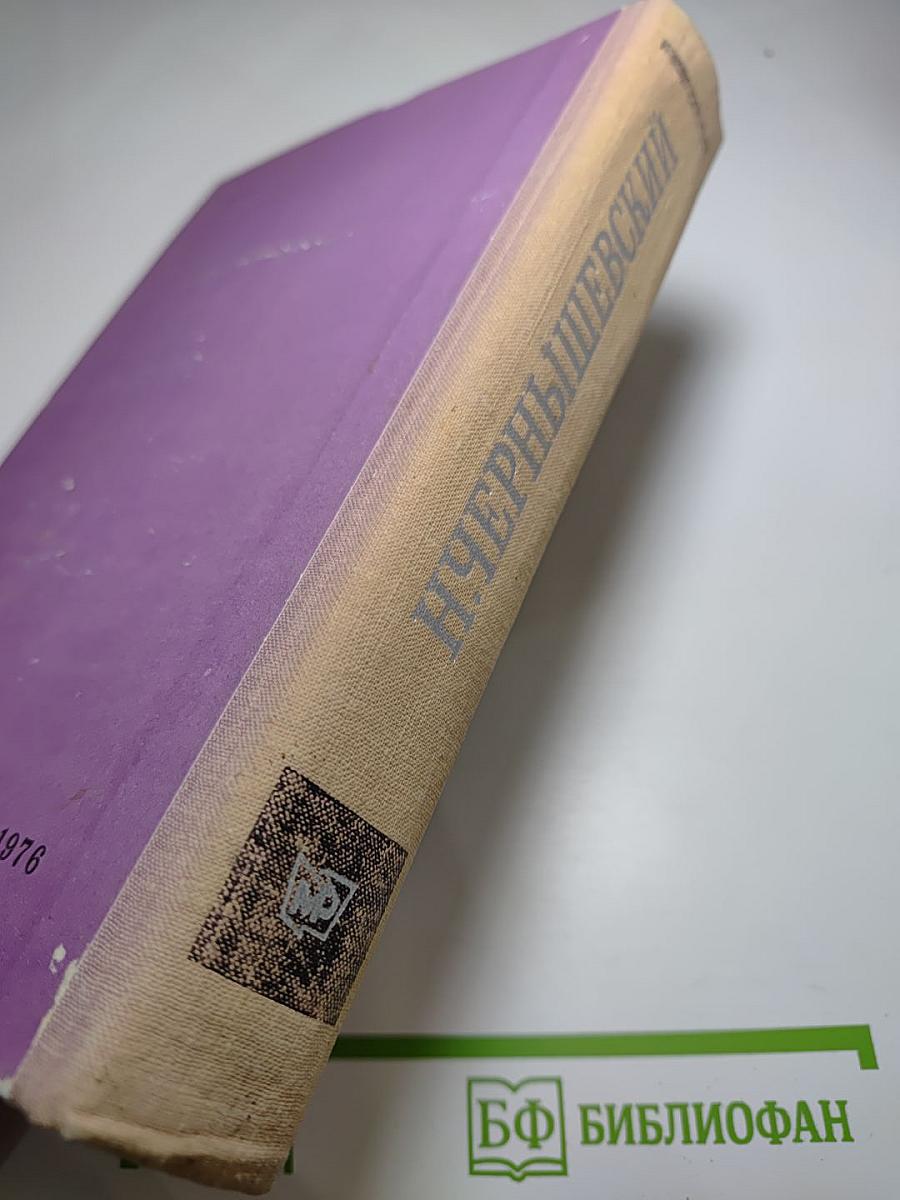 Н.ЧЕРНЫШЕВСКИЙ
1976
МР
БФ БИБЛИОФАН